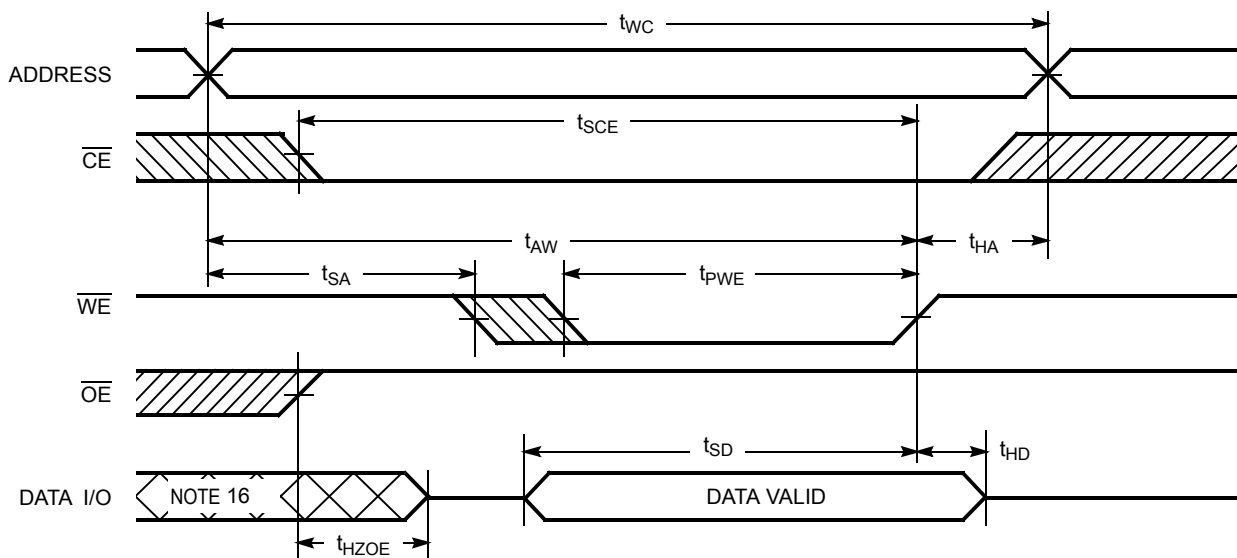 tWC
ADDRESS
tSCE
CE
tAW
tHA
tSA
tPWE
WE
OE
tSD
tHD
DATA I/O
NOTE 16
DATA VALID
tHZOE